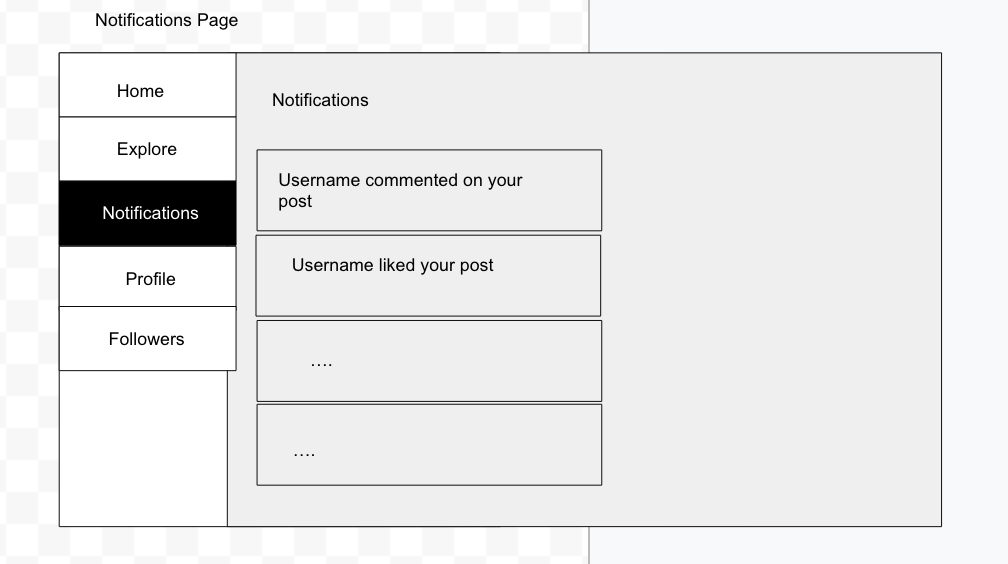 Notifications Page
Home
Explore
Notifications
Profile
Followers
Notifications
Username commented on your
post
Username liked your post
....
....